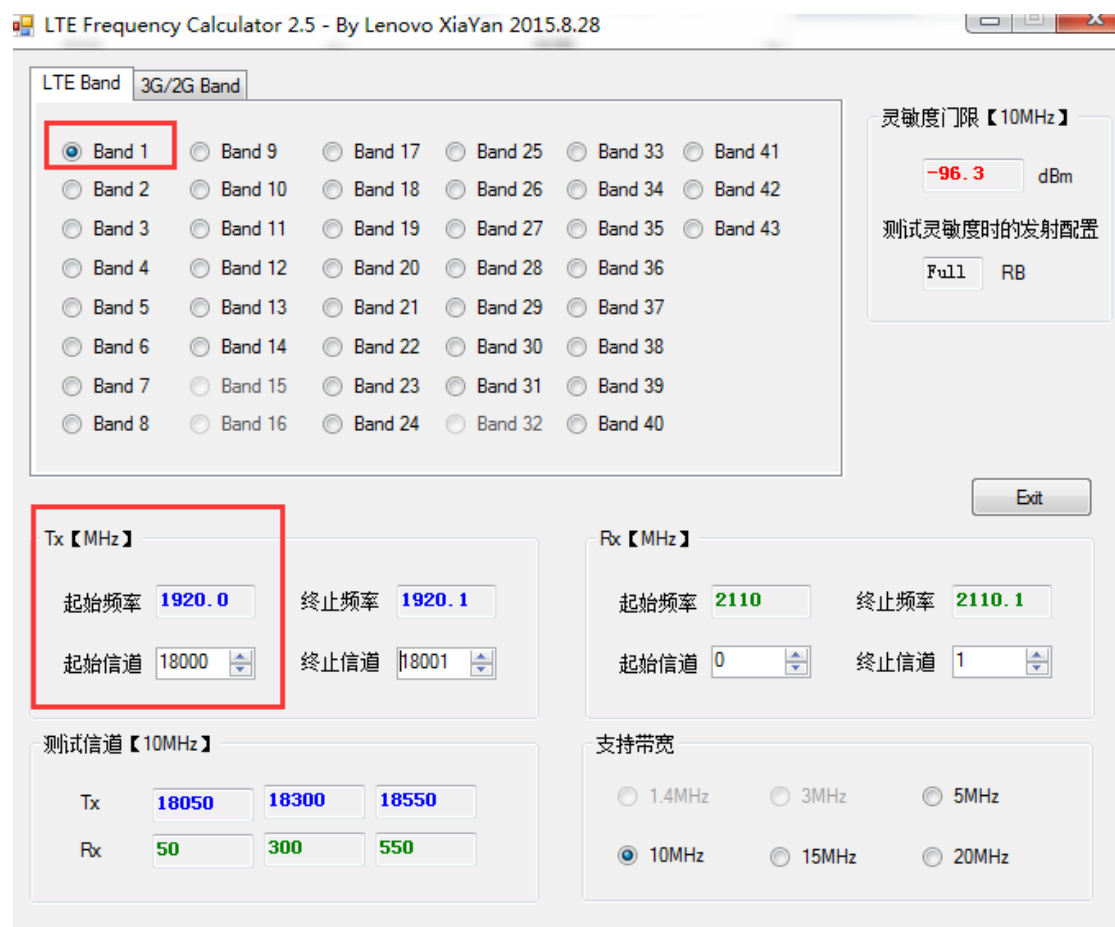 LTE Frequency Calculator 2.5 - By Lenovo XiaYan 2015.8.28
LTE Band 3G/2G Band
Band 1 Band 9 Band 17 Band 25 Band 33 Band 41
Band 2 Band 10 Band 18 Band 26 Band 34 Band 42
Band 3 Band 11 Band 19 Band 27 Band 35 Band 43
Band 4 Band 12 Band 20 Band 28 Band 36
Band 5 Band 13 Band 21 Band 29 Band 37
Band 6 Band 14 Band 22 Band 30 Band 38
Band 7 Band 15 Band 23 Band 31 Band 39
Band 8 Band 16 Band 24 Band 32 Band 40
灵敏度门限【10MHz】
-96.3 dBm
测试灵敏度时的发射配置
Full RB
Exit
Tx【MHz】
起始频率 1920.0 终止频率 1920.1
起始信道 18000 终止信道 18001
Rx【MHz】
起始频率 2110 终止频率 2110.1
起始信道 0 终止信道 1
测试信道【10MHz】
Tx 18050 18300 18550
Rx 50 300 550
支持带宽
1.4MHz 3MHz 5MHz
10MHz 15MHz 20MHz